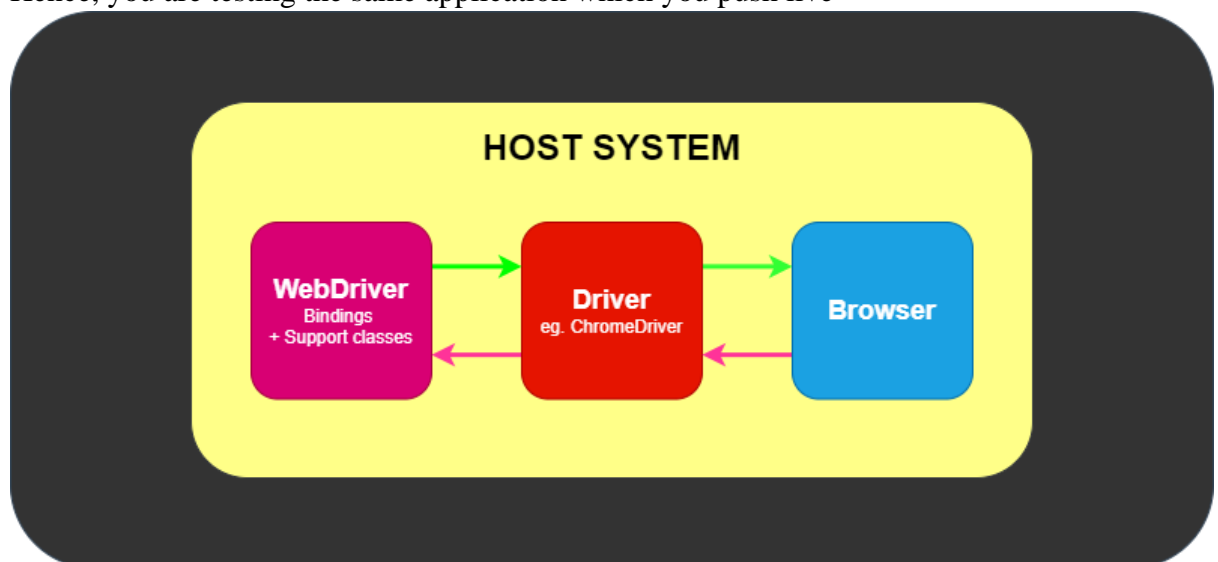 Hence, you are testing the same application which you push live
HOST SYSTEM
WebDriver
Bindings
+ Support classes
Driver
eg. ChromeDriver
Browser